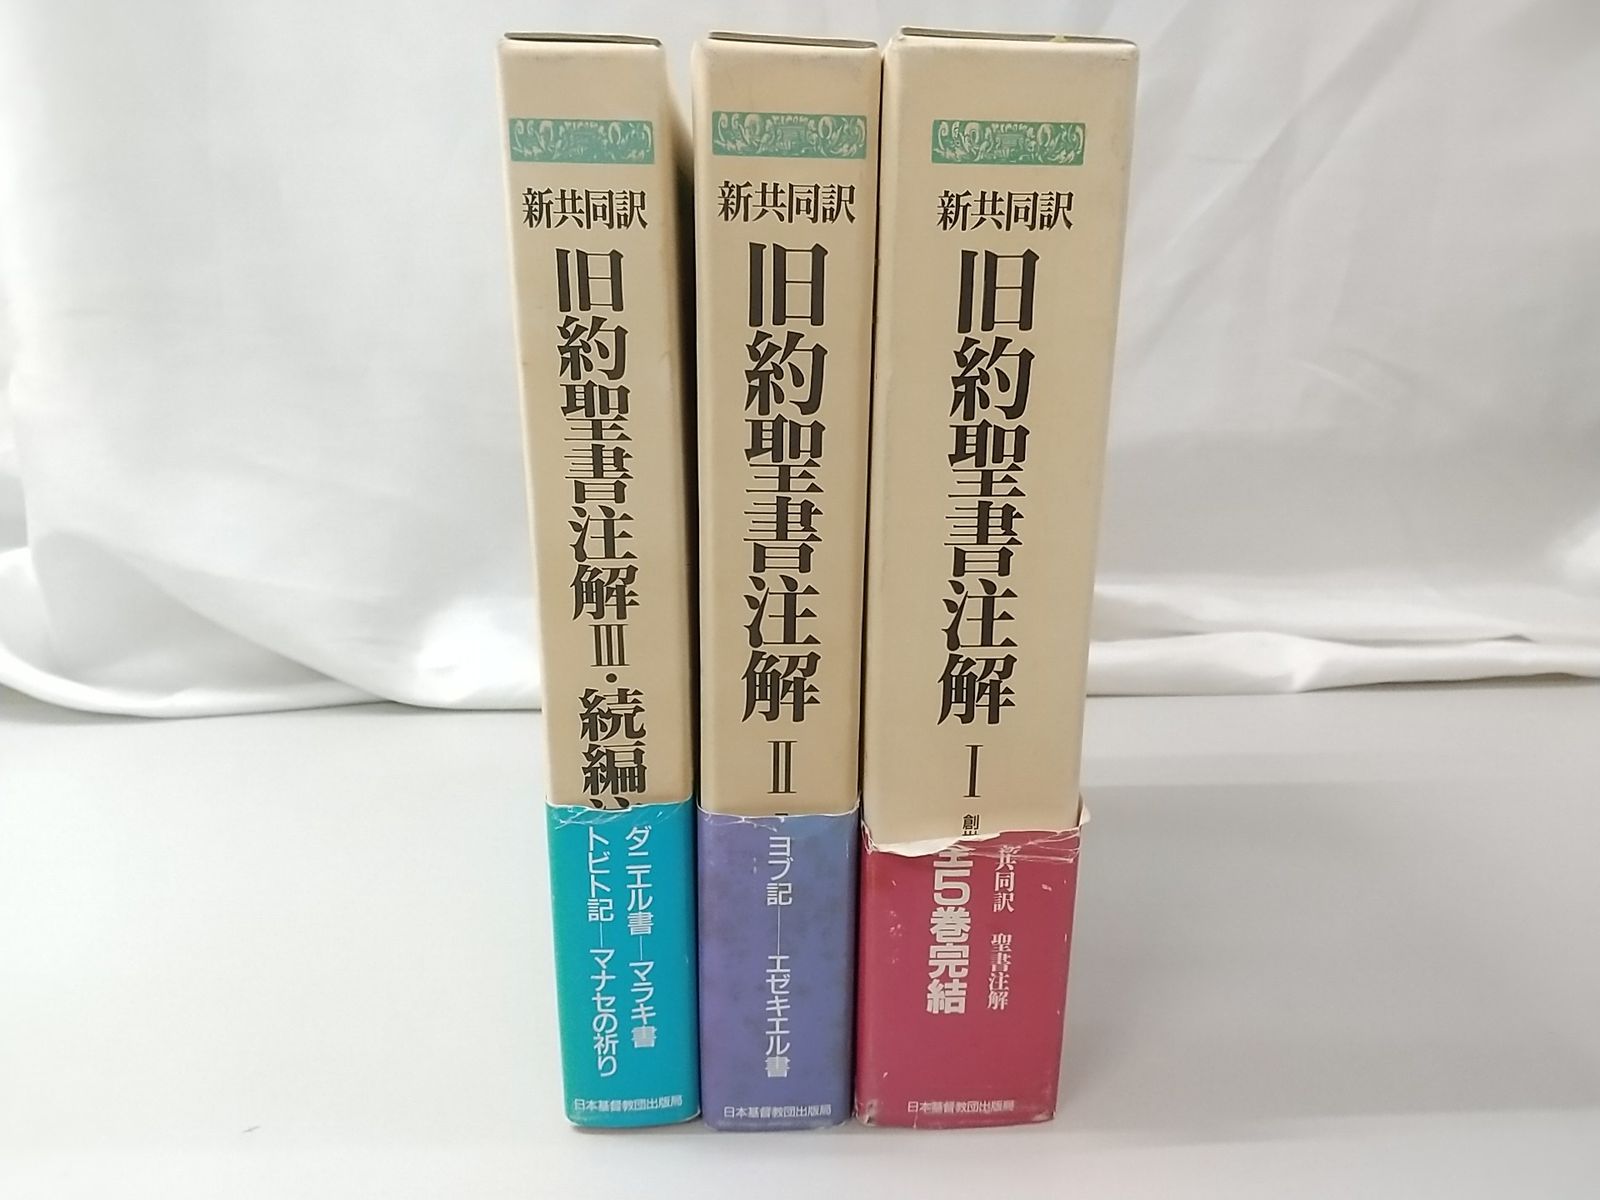 新共同訳
旧約聖書注解Ⅲ・続編
ダニエル書―マラキ書
トビト記―マナセの祈り
日本基督教団出版局
新共同訳
旧約聖書注解Ⅱ
ヨブ記―エゼキエル書
日本基督教団出版局
新共同訳
旧約聖書注解Ⅰ
創
共同訳 聖書注解
全5巻完結
日本基督教団出版局